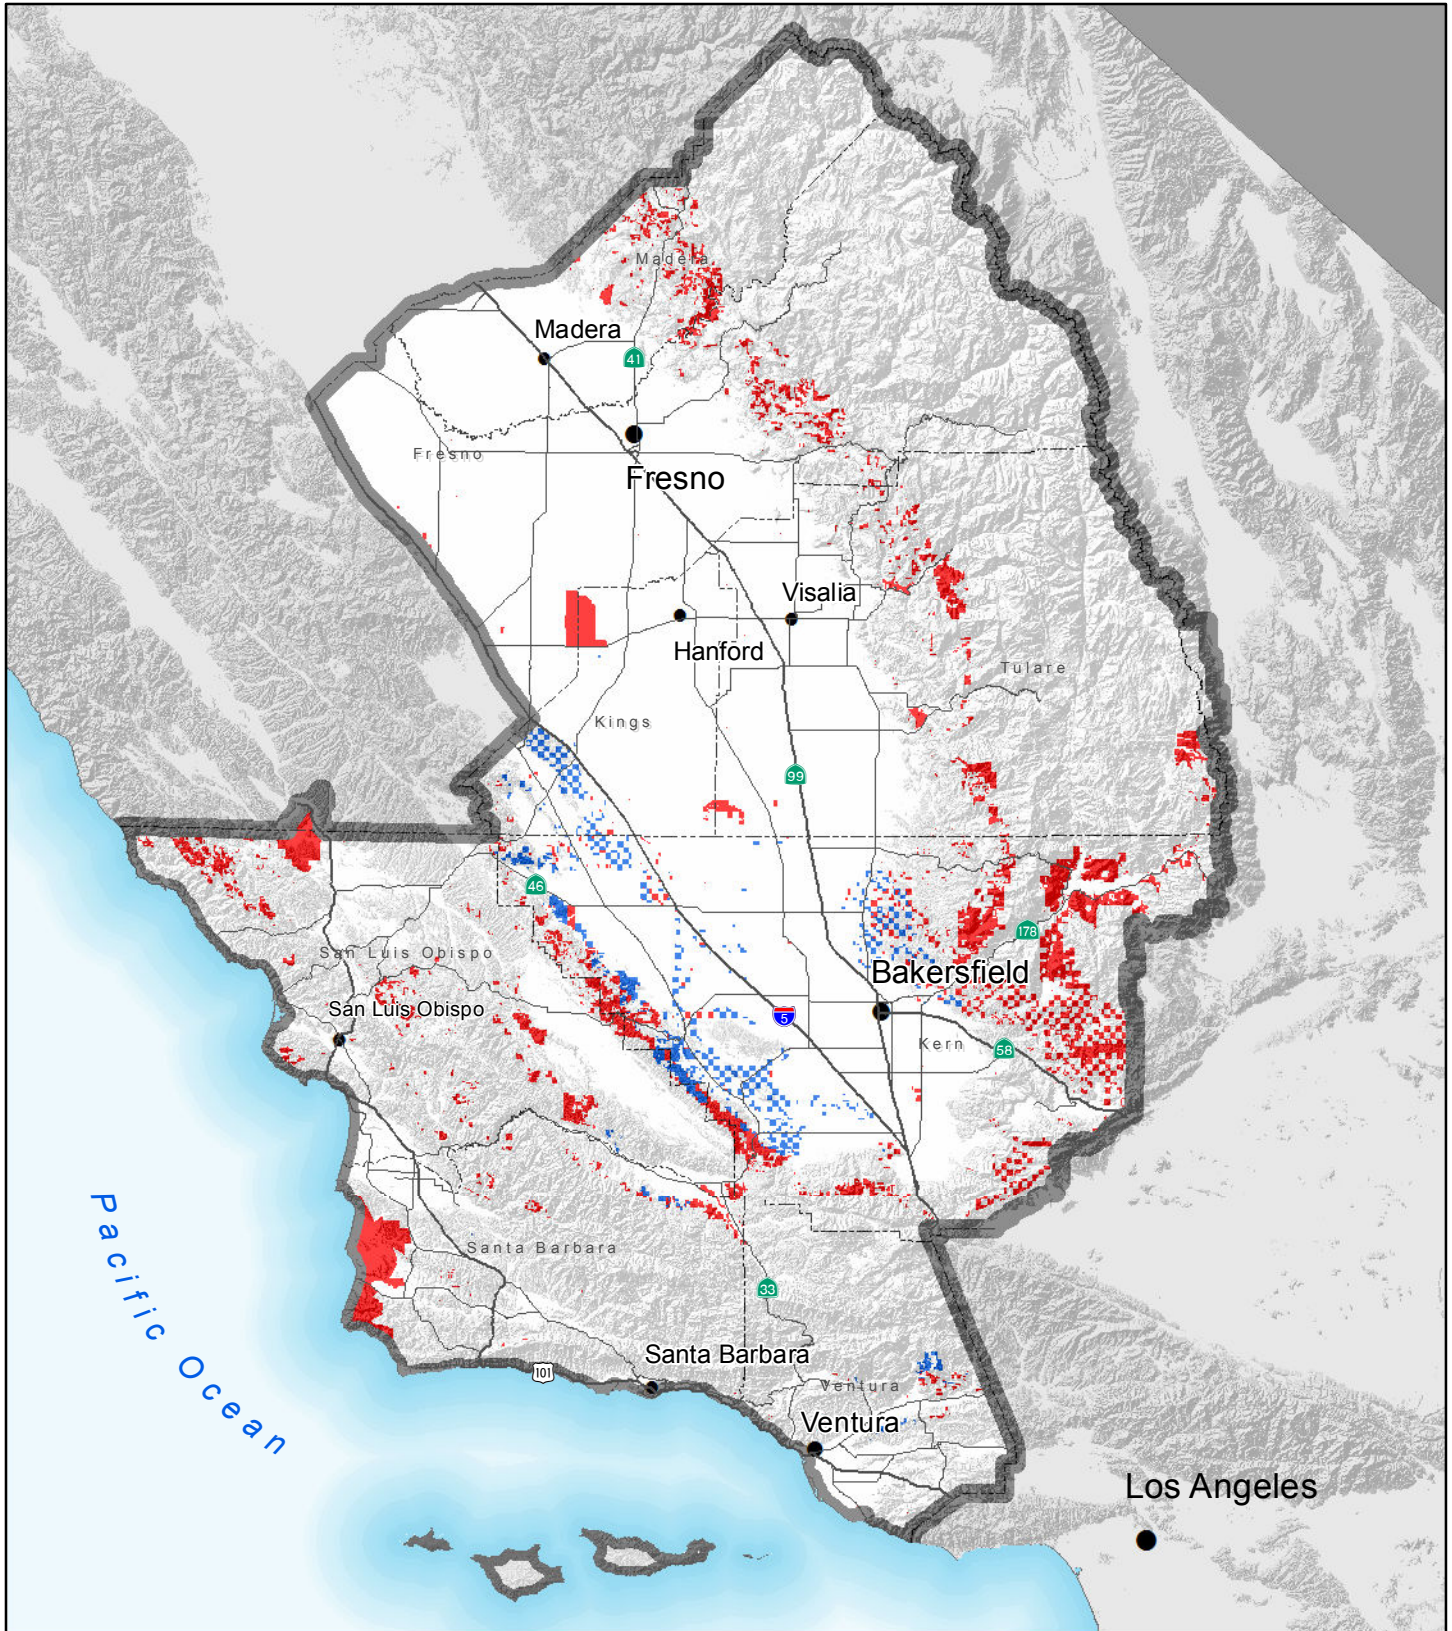 Madera
Madera
41
Fresno
Fresno
Visalia
Hanford
Tulare
Kings
99
46
178
San Luis Obispo
Bakersfield
San Luis Obispo
5
Kern
58
Pacific Ocean
Santa Barbara
33
Santa Barbara
101
Ventura
Ventura
Los Angeles